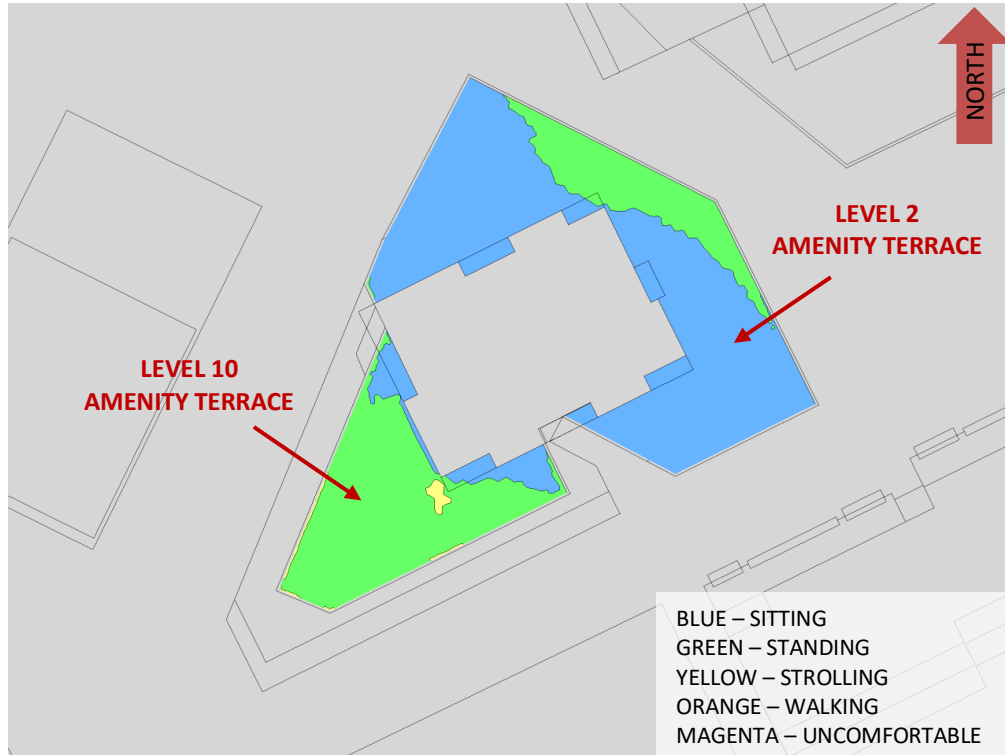 NORTH
LEVEL 2
AMENITY TERRACE
LEVEL 10
AMENITY TERRACE
BLUE – SITTING
GREEN – STANDING
YELLOW – STROLLING
ORANGE – WALKING
MAGENTA – UNCOMFORTABLE